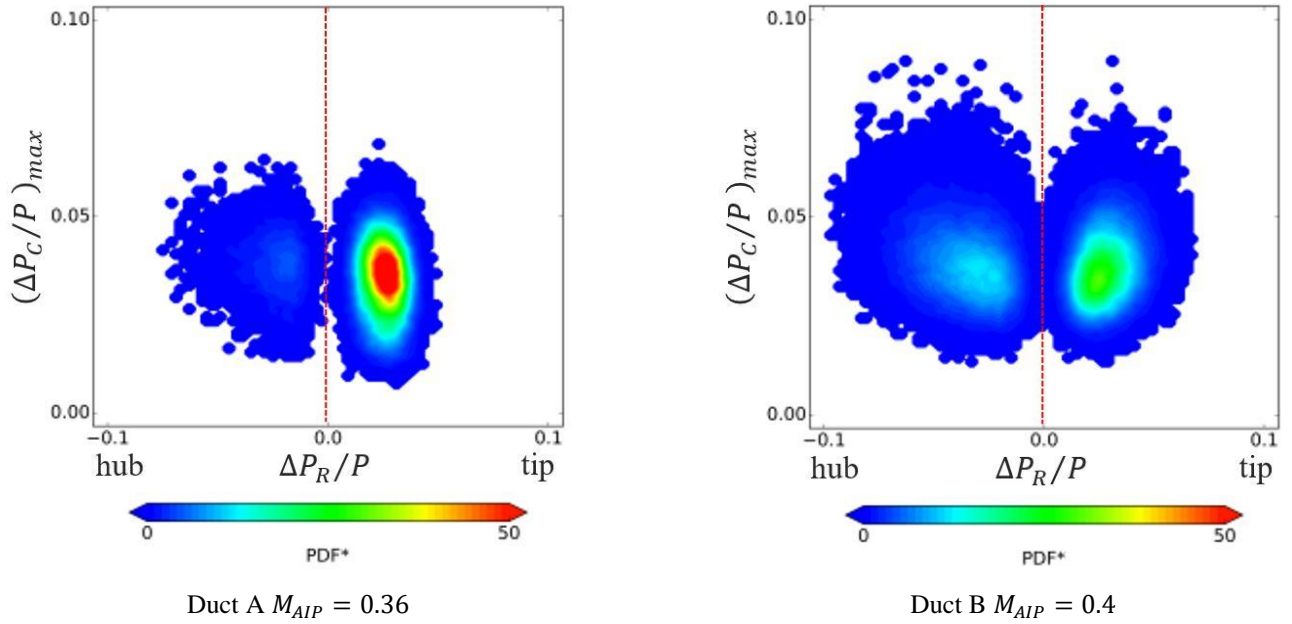 0.10
(ΔP_C/P)_max
0.05
0.00
−0.1 0.0 0.1
hub ΔP_R/P tip
0 50
PDF*
Duct A M_AIP = 0.36
0.10
(ΔP_C/P)_max
0.05
0.00
−0.1 0.0 0.1
hub ΔP_R/P tip
0 50
PDF*
Duct B M_AIP = 0.4